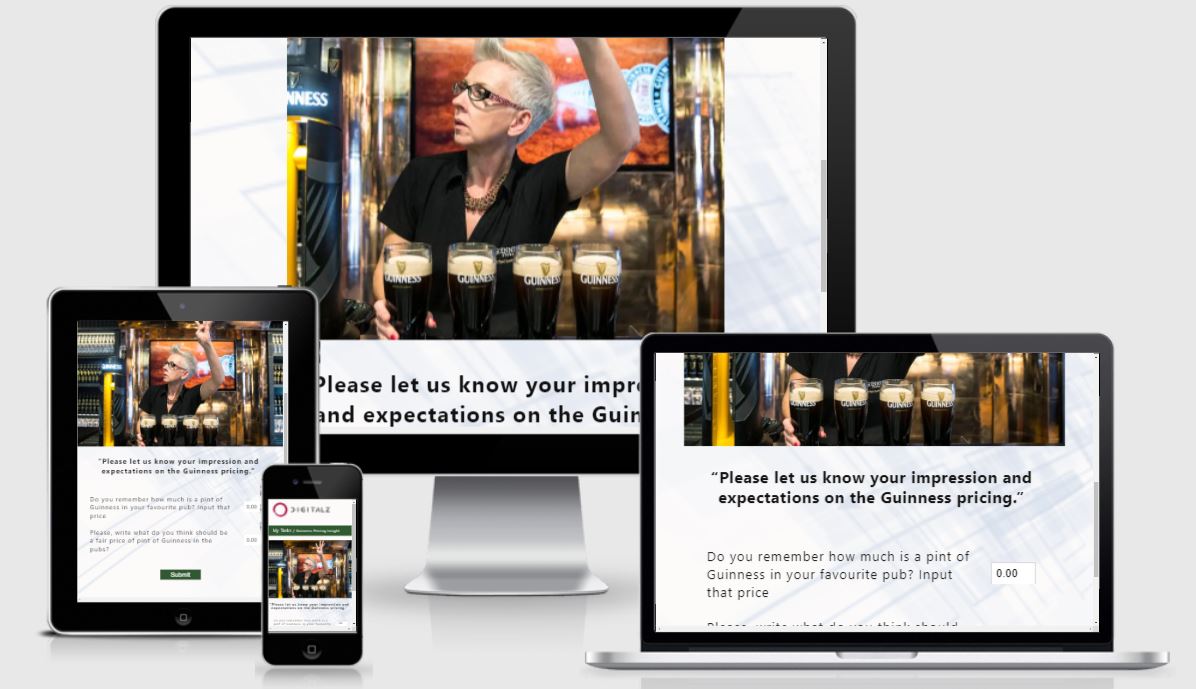 NNESS
GUINNESS
GUINNESS
GUINNESS
GUINNESS
Please let us know your impre
and expectations on the Guin
"Please let us know your impression and
expectations on the Guinness pricing."
Do you remember how much is a pint of
Guinness in your favourite pub? Input that
price
0.00
Please, write what do you think should be
a fair price of pint of Guinness in the
pubs?
0.00
Submit
DIGITALZ
My Tasks / Guinness Pricing Insight
"Please let us know your impression and
expectations on the Guinness pricing."
GUINNESS
GUINNESS
GUINNESS
GUINNESS
“Please let us know your impression and
expectations on the Guinness pricing.”
Do you remember how much is a pint of
Guinness in your favourite pub? Input
that price
0.00
Please, write what do you think should